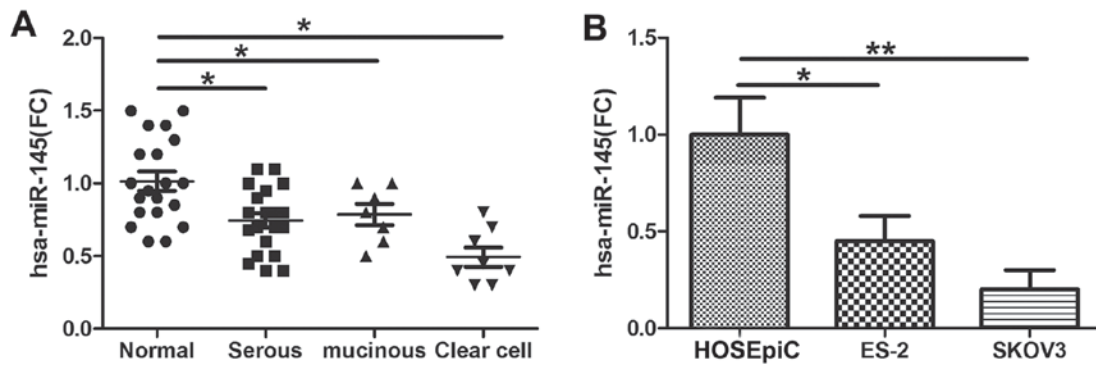 A
hsa-miR-145(FC)
2.0
1.5
1.0
0.5
0.0
*
*
*
Normal Serous mucinous Clear cell
B
hsa-miR-145(FC)
1.5
1.0
0.5
0.0
**
*
HOSEpiC ES-2 SKOV3